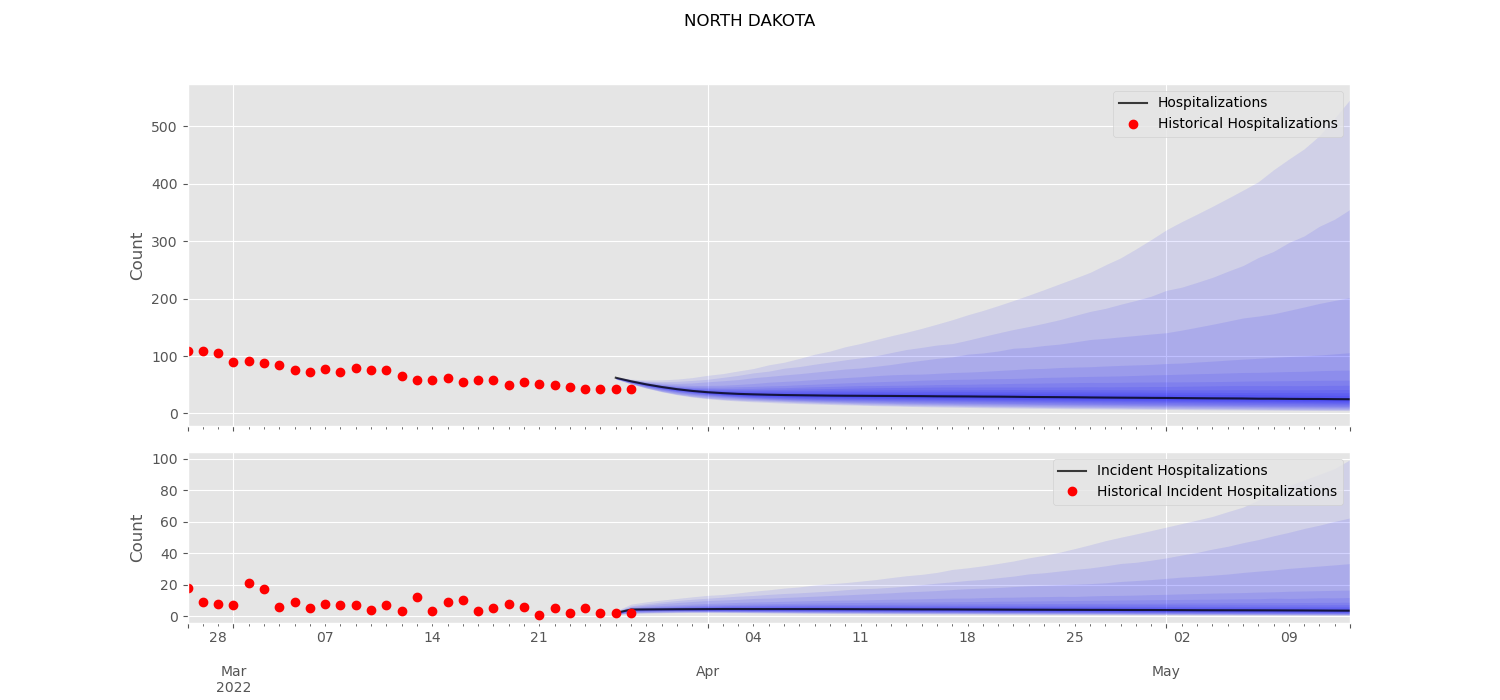 NORTH DAKOTA
Hospitalizations
Historical Hospitalizations
500
400
300
200
100
0
Count
Incident Hospitalizations
Historical Incident Hospitalizations
100
80
60
40
20
0
Count
28 07 14 21 28 04 11 18 25 02 09
Mar Apr May
2022